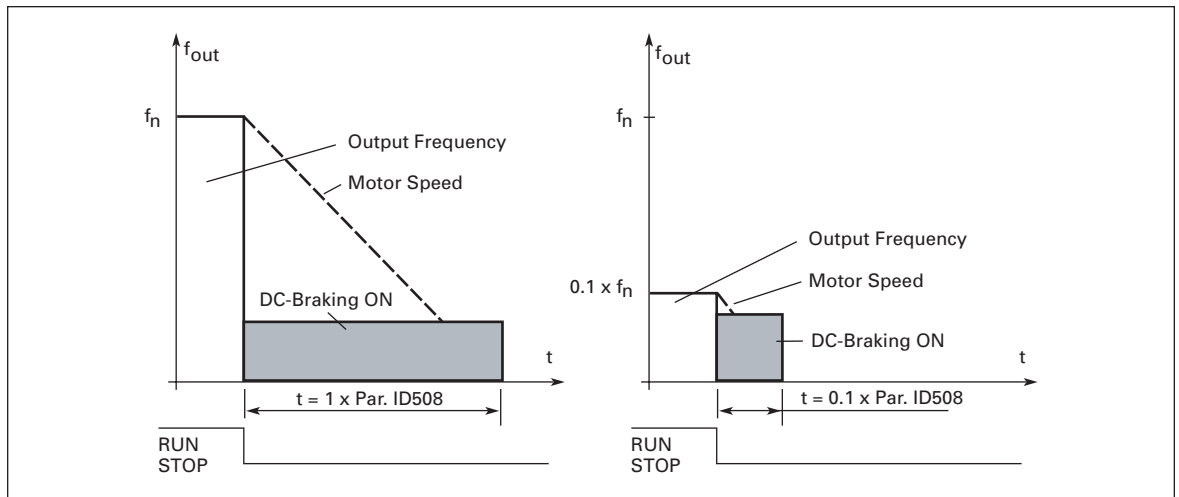 fout
fn
Output Frequency
Motor Speed
DC-Braking ON
t
t = 1 x Par. ID508
RUN
STOP
fout
fn
Output Frequency
0.1 x fn
Motor Speed
DC-Braking ON
t
t = 0.1 x Par. ID508
RUN
STOP